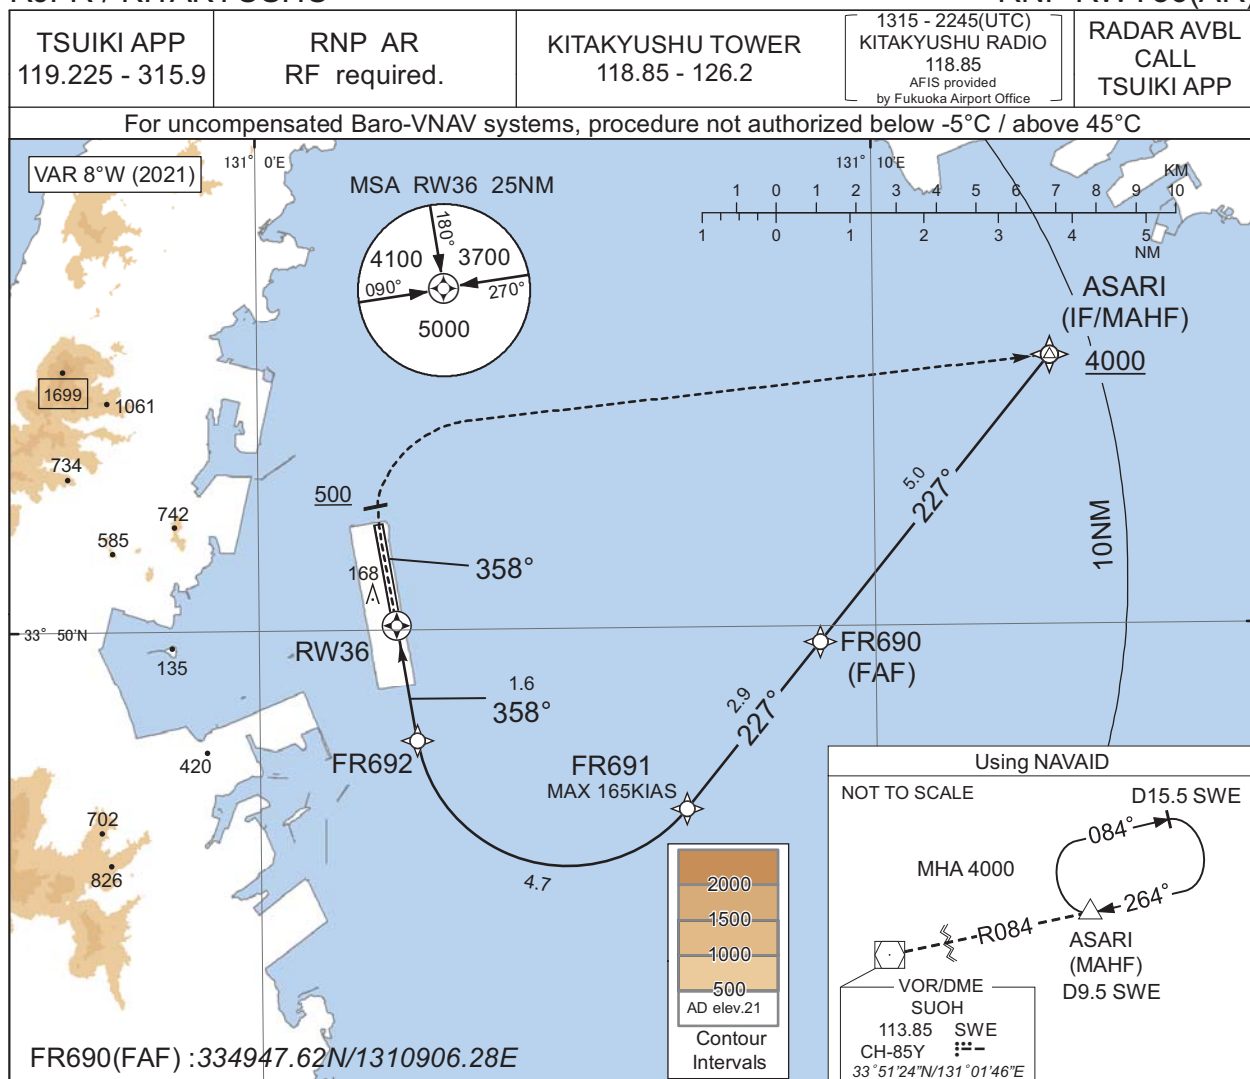 TSUIKI APP
119.225 - 315.9
RNP AR
RF required.
KITAKYUSHU TOWER
118.85 - 126.2
1315 - 2245(UTC)
KITAKYUSHU RADIO
118.85
AFIS provided
by Fukuoka Airport Office
RADAR AVBL
CALL
TSUIKI APP
For uncompensated Baro-VNAV systems, procedure not authorized below -5°C / above 45°C
VAR 8°W (2021)
131° 0'E
131° 10'E
MSA RW36 25NM
180°
4100
3700
090°
270°
5000
KM
1 0 1 2 3 4 5 6 7 8 9 10
1 0 1 2 3 4 5
NM
ASARI
(IF/MAHF)
4000
1699
1061
734
742
585
500
168
358°
5.0
227°
10NM
33° 50'N
RW36
135
FR690
(FAF)
1.6
358°
2.9
227°
420
FR692
FR691
MAX 165KIAS
702
826
4.7
2000
1500
1000
500
AD elev.21
Contour
Intervals
Using NAVAID
NOT TO SCALE
D15.5 SWE
084°
MHA 4000
264°
R084
ASARI
(MAHF)
D9.5 SWE
VOR/DME
SUOH
113.85 SWE
CH-85Y
33°51'24"N/131°01'46"E
FR690(FAF) :334947.62N/1310906.28E